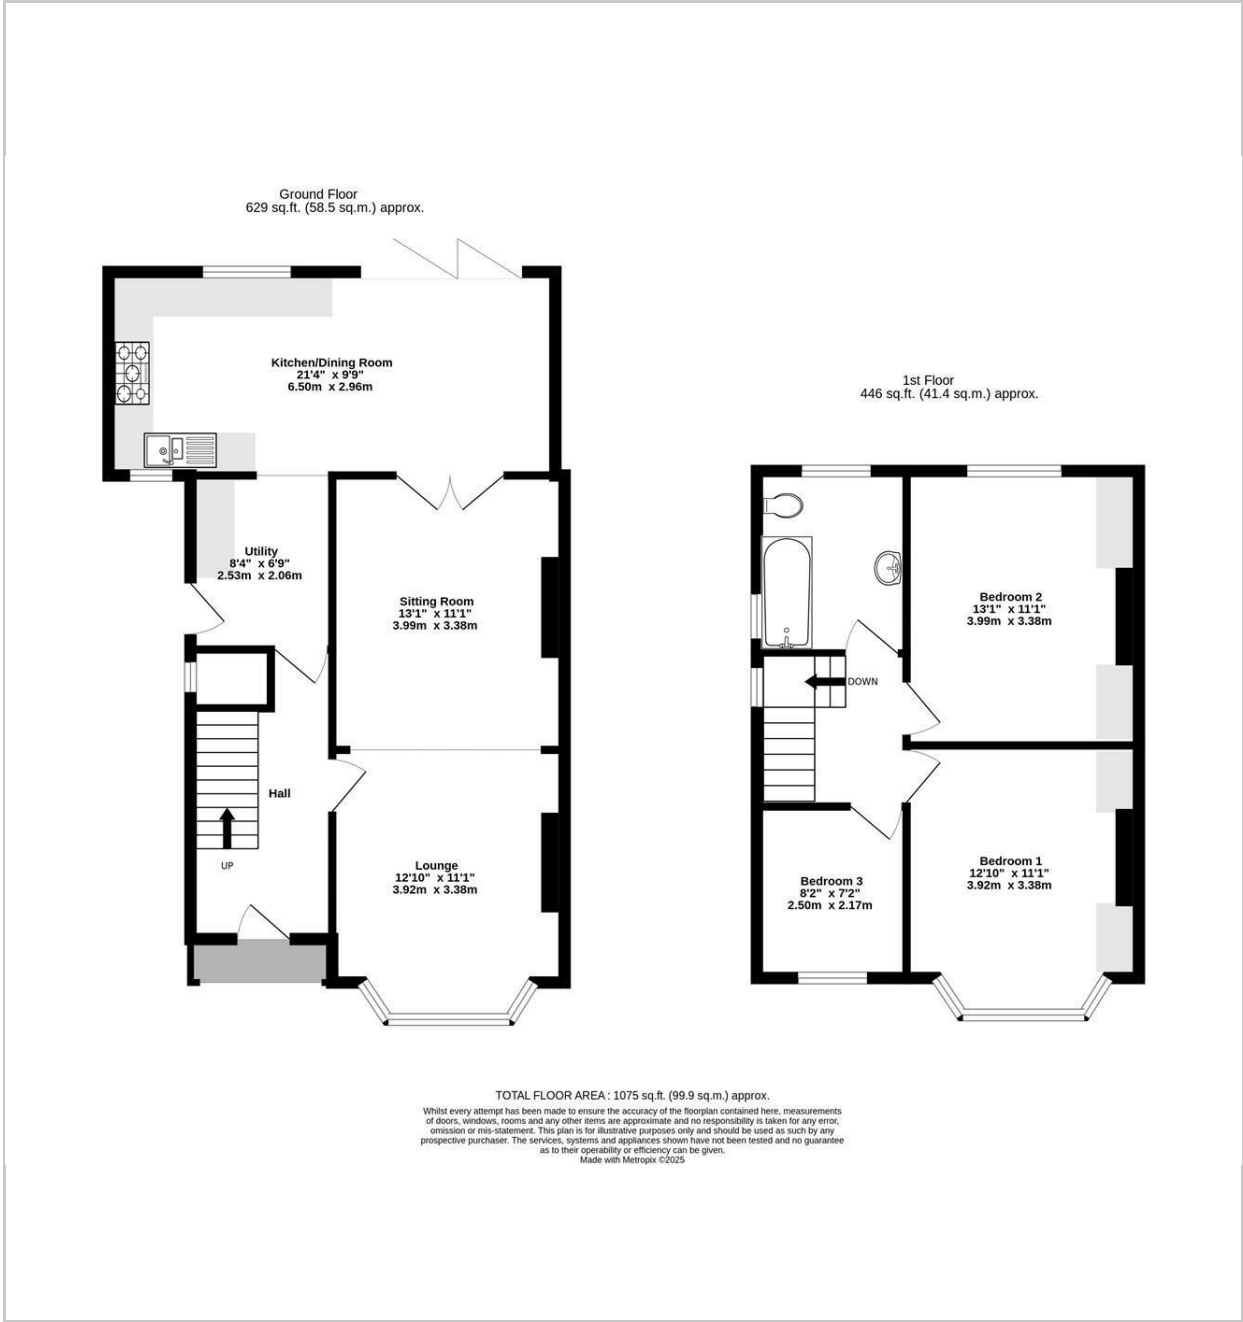 Ground Floor
629 sq.ft. (58.5 sq.m.) approx.
Kitchen/Dining Room
21'4" x 9'9"
6.50m x 2.96m
Utility
8'4" x 6'9"
2.53m x 2.06m
Sitting Room
13'1" x 11'1"
3.99m x 3.38m
Hall
UP
Lounge
12'10" x 11'1"
3.92m x 3.38m
1st Floor
446 sq.ft. (41.4 sq.m.) approx.
Bedroom 2
13'1" x 11'1"
3.99m x 3.38m
DOWN
Bedroom 1
12'10" x 11'1"
3.92m x 3.38m
Bedroom 3
8'2" x 7'2"
2.50m x 2.17m
TOTAL FLOOR AREA : 1075 sq.ft. (99.9 sq.m.) approx.
Whilst every attempt has been made to ensure the accuracy of the floorplan contained here, measurements
of doors, windows, rooms and any other items are approximate and no responsibility is taken for any error,
omission or mis-statement. This plan is for illustrative purposes only and should be used as such by any
prospective purchaser. The services, systems and appliances shown have not been tested and no guarantee
as to their operability or efficiency can be given.
Made with Metropix ©2025